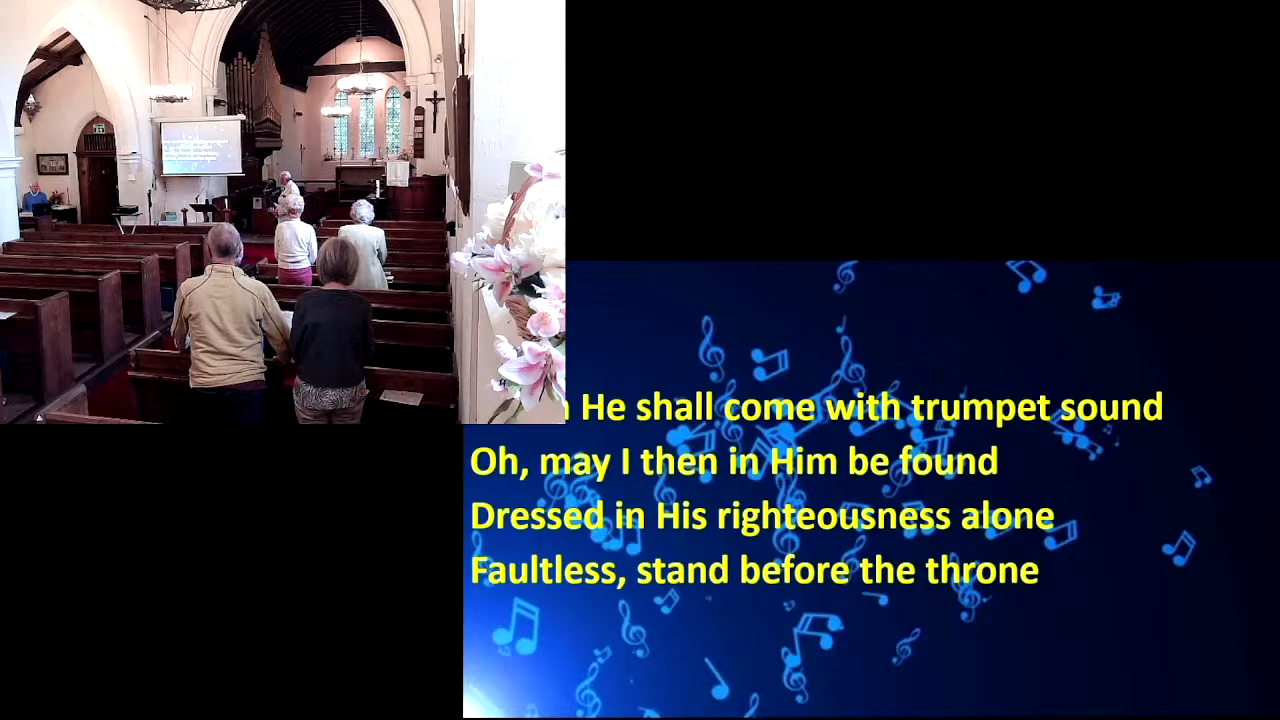 He shall come with trumpet sound
Oh, may I then in Him be found
Dressed in His righteousness alone
Faultless, stand before the throne